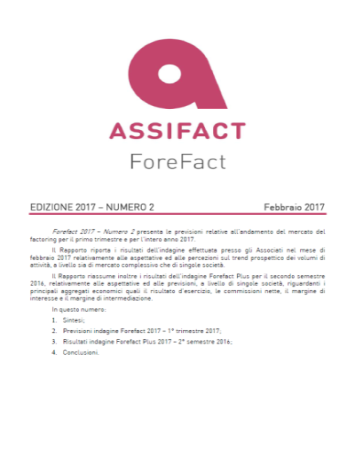 ASSIFACT
ForeFact
EDIZIONE 2017 – NUMERO 2 Febbraio 2017
Forefact 2017 – Numero 2 presenta le previsioni relative all'andamento del mercato del
factoring per il primo trimestre e per l'intero anno 2017.
Il Rapporto riporta i risultati dell'indagine effettuata presso gli Associati nel mese di
febbraio 2017 relativamente alle aspettative ed alle percezioni sul trend prospettico dei volumi di
attività, a livello sia di mercato complessivo che di singole società.
Il Rapporto riassume inoltre i risultati dell'indagine Forefact Plus per il secondo semestre
2016, relativamente alle aspettative ed alle previsioni, a livello di singole società, riguardanti i
principali aggregati economici quali il risultato d'esercizio, le commissioni nette, il margine di
interesse e il margine di intermediazione.
In questo numero:
1. Sintesi;
2. Previsioni indagine Forefact 2017 – 1° trimestre 2017;
3. Risultati indagine Forefact Plus 2017 – 2° semestre 2016;
4. Conclusioni.